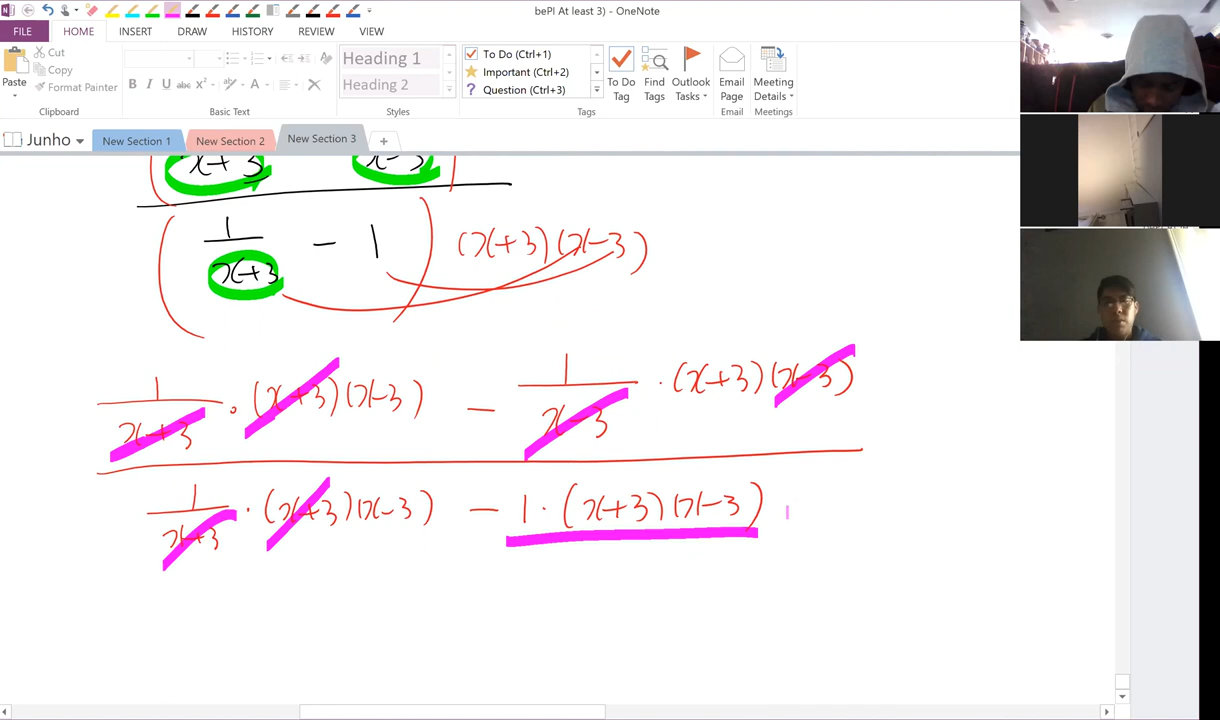 bePl At least 3) - OneNote
FILE HOME INSERT DRAW HISTORY REVIEW VIEW
Paste
Cut
Copy
Format Painter
Clipboard
B I U abc
Basic Text
Heading 1
Heading 2
Styles
To Do (Ctrl+1)
Important (Ctrl+2)
? Question (Ctrl+3)
Tags
To Do Tag
Find Tags
Outlook Tasks
Email Page
Email
Meeting Details
Meetings
Junho New Section 1 New Section 2 New Section 3 +
x+3 x-3
( 1/(x+3) - 1 ) (x+3)(x-3)
1/(x+3) · (x+3)(x-3) - 1/(x-3) · (x+3)(x-3)
1/(x+3) · (x+3)(x-3) - 1 · (x+3)(x-3)